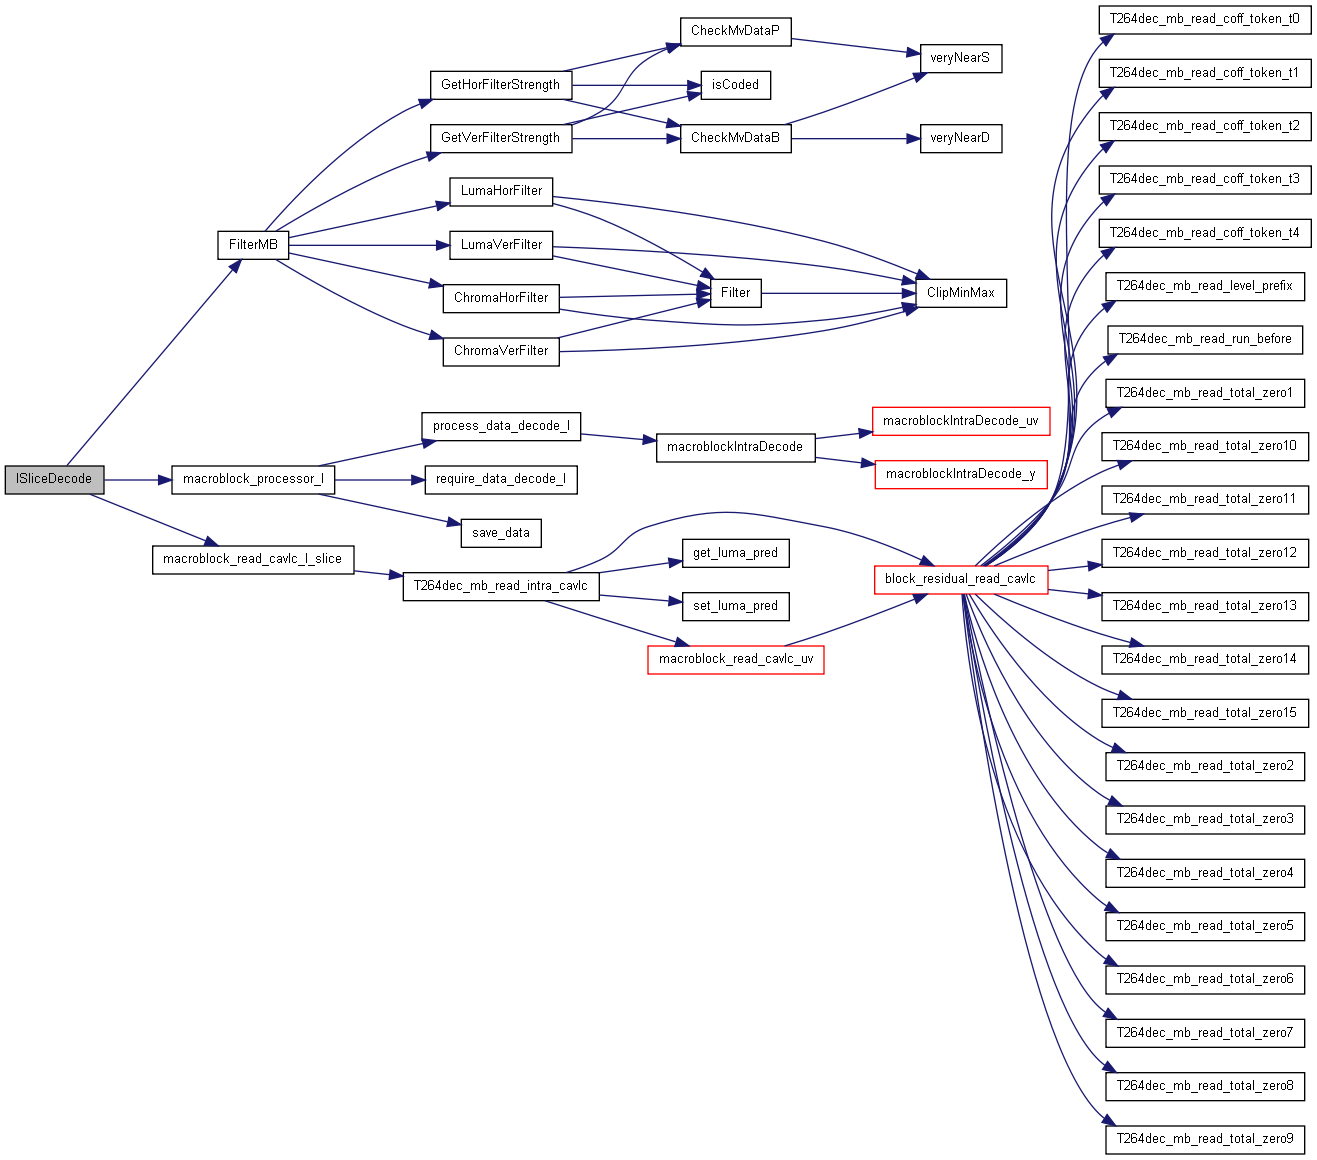 ISliceDecode
FilterMB
macroblock_processor_I
macroblock_read_cavlc_I_slice
GetHorFilterStrength
GetVerFilterStrength
LumaHorFilter
LumaVerFilter
ChromaHorFilter
ChromaVerFilter
process_data_decode_I
require_data_decode_I
save_data
T264dec_mb_read_intra_cavlc
CheckMvDataP
isCoded
CheckMvDataB
Filter
macroblockIntraDecode
get_luma_pred
set_luma_pred
macroblock_read_cavlc_uv
veryNearS
veryNearD
ClipMinMax
macroblockIntraDecode_uv
macroblockIntraDecode_y
block_residual_read_cavlc
T264dec_mb_read_coff_token_t0
T264dec_mb_read_coff_token_t1
T264dec_mb_read_coff_token_t2
T264dec_mb_read_coff_token_t3
T264dec_mb_read_coff_token_t4
T264dec_mb_read_level_prefix
T264dec_mb_read_run_before
T264dec_mb_read_total_zero1
T264dec_mb_read_total_zero10
T264dec_mb_read_total_zero11
T264dec_mb_read_total_zero12
T264dec_mb_read_total_zero13
T264dec_mb_read_total_zero14
T264dec_mb_read_total_zero15
T264dec_mb_read_total_zero2
T264dec_mb_read_total_zero3
T264dec_mb_read_total_zero4
T264dec_mb_read_total_zero5
T264dec_mb_read_total_zero6
T264dec_mb_read_total_zero7
T264dec_mb_read_total_zero8
T264dec_mb_read_total_zero9